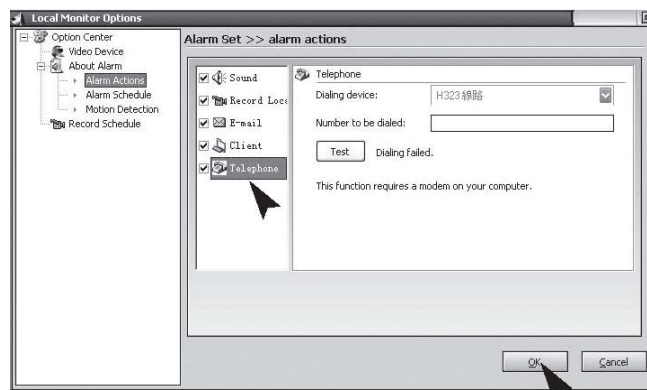 Local Monitor Options
Option Center
Video Device
About Alarm
Alarm Actions
Alarm Schedule
Motion Detection
Record Schedule
Alarm Set >> alarm actions
Sound
Record Loc
E-mail
Client
Telephone
Telephone
Dialing device:
H323 線路
Number to be dialed:
Test
Dialing failed.
This function requires a modem on your computer.
OK
Cancel